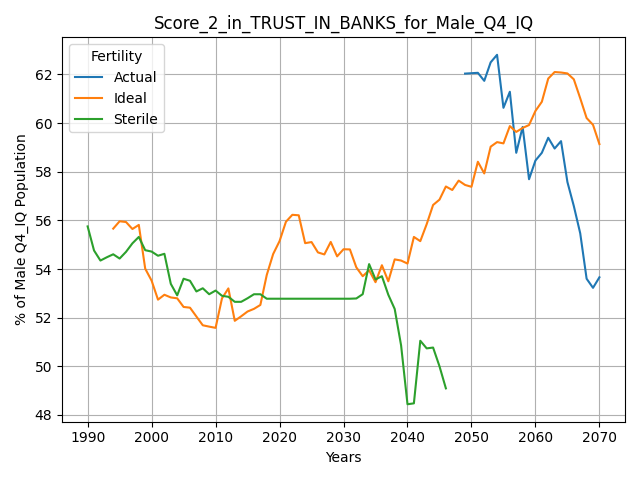 Score_2_in_TRUST_IN_BANKS_for_Male_Q4_IQ
Fertility
Actual
Ideal
Sterile
% of Male Q4_IQ Population
62
60
58
56
54
52
50
48
1990 2000 2010 2020 2030 2040 2050 2060 2070
Years